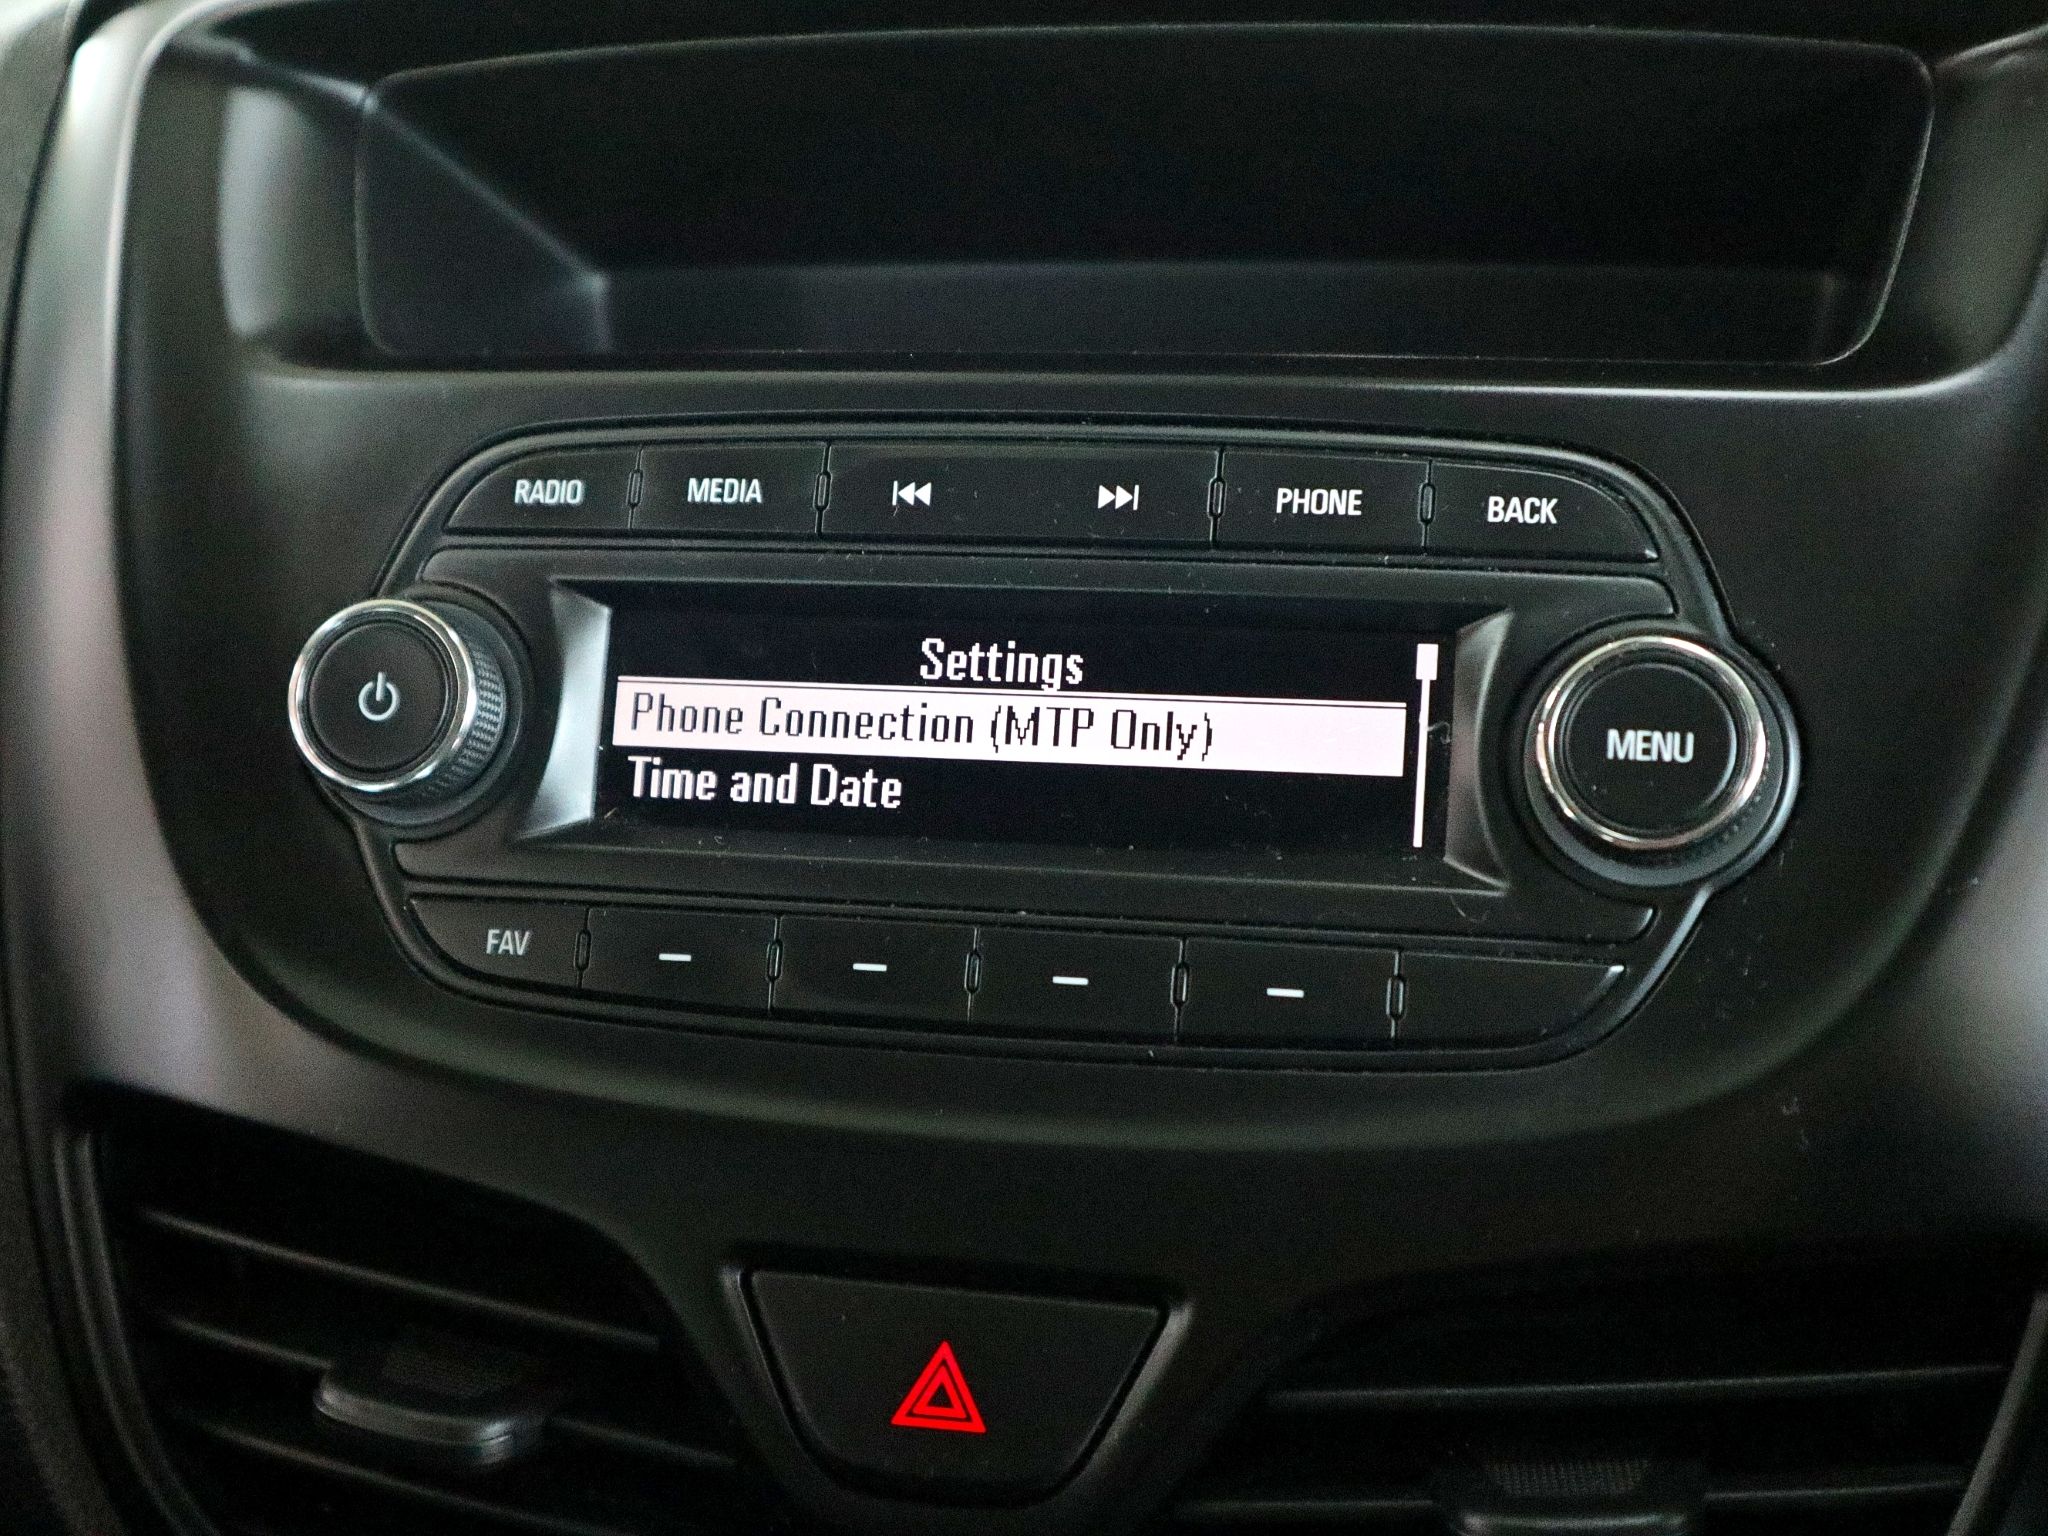 RADIO MEDIA PHONE BACK
Settings
Phone Connection (MTP Only)
Time and Date
MENU
FAV